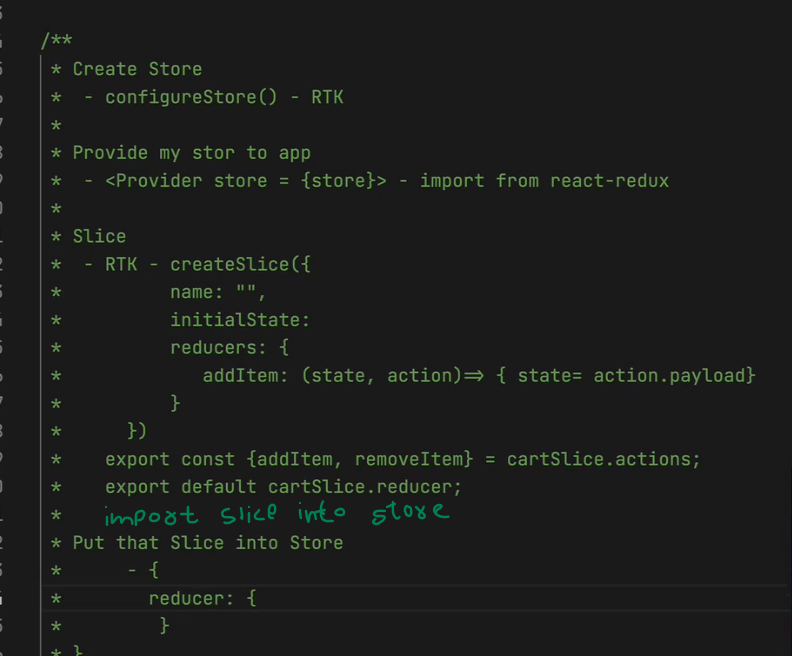 /**
* Create Store
*  - configureStore() - RTK
*
* Provide my stor to app
*  - <Provider store = {store}> - import from react-redux
*
* Slice
*  - RTK - createSlice({
*          name: "",
*          initialState:
*          reducers: {
*             addItem: (state, action)=> { state= action.payload}
*          }
*      })
*    export const {addItem, removeItem} = cartSlice.actions;
*    export default cartSlice.reducer;
*    import slice into store
* Put that Slice into Store
*      - {
*        reducer: {
*         }
* }